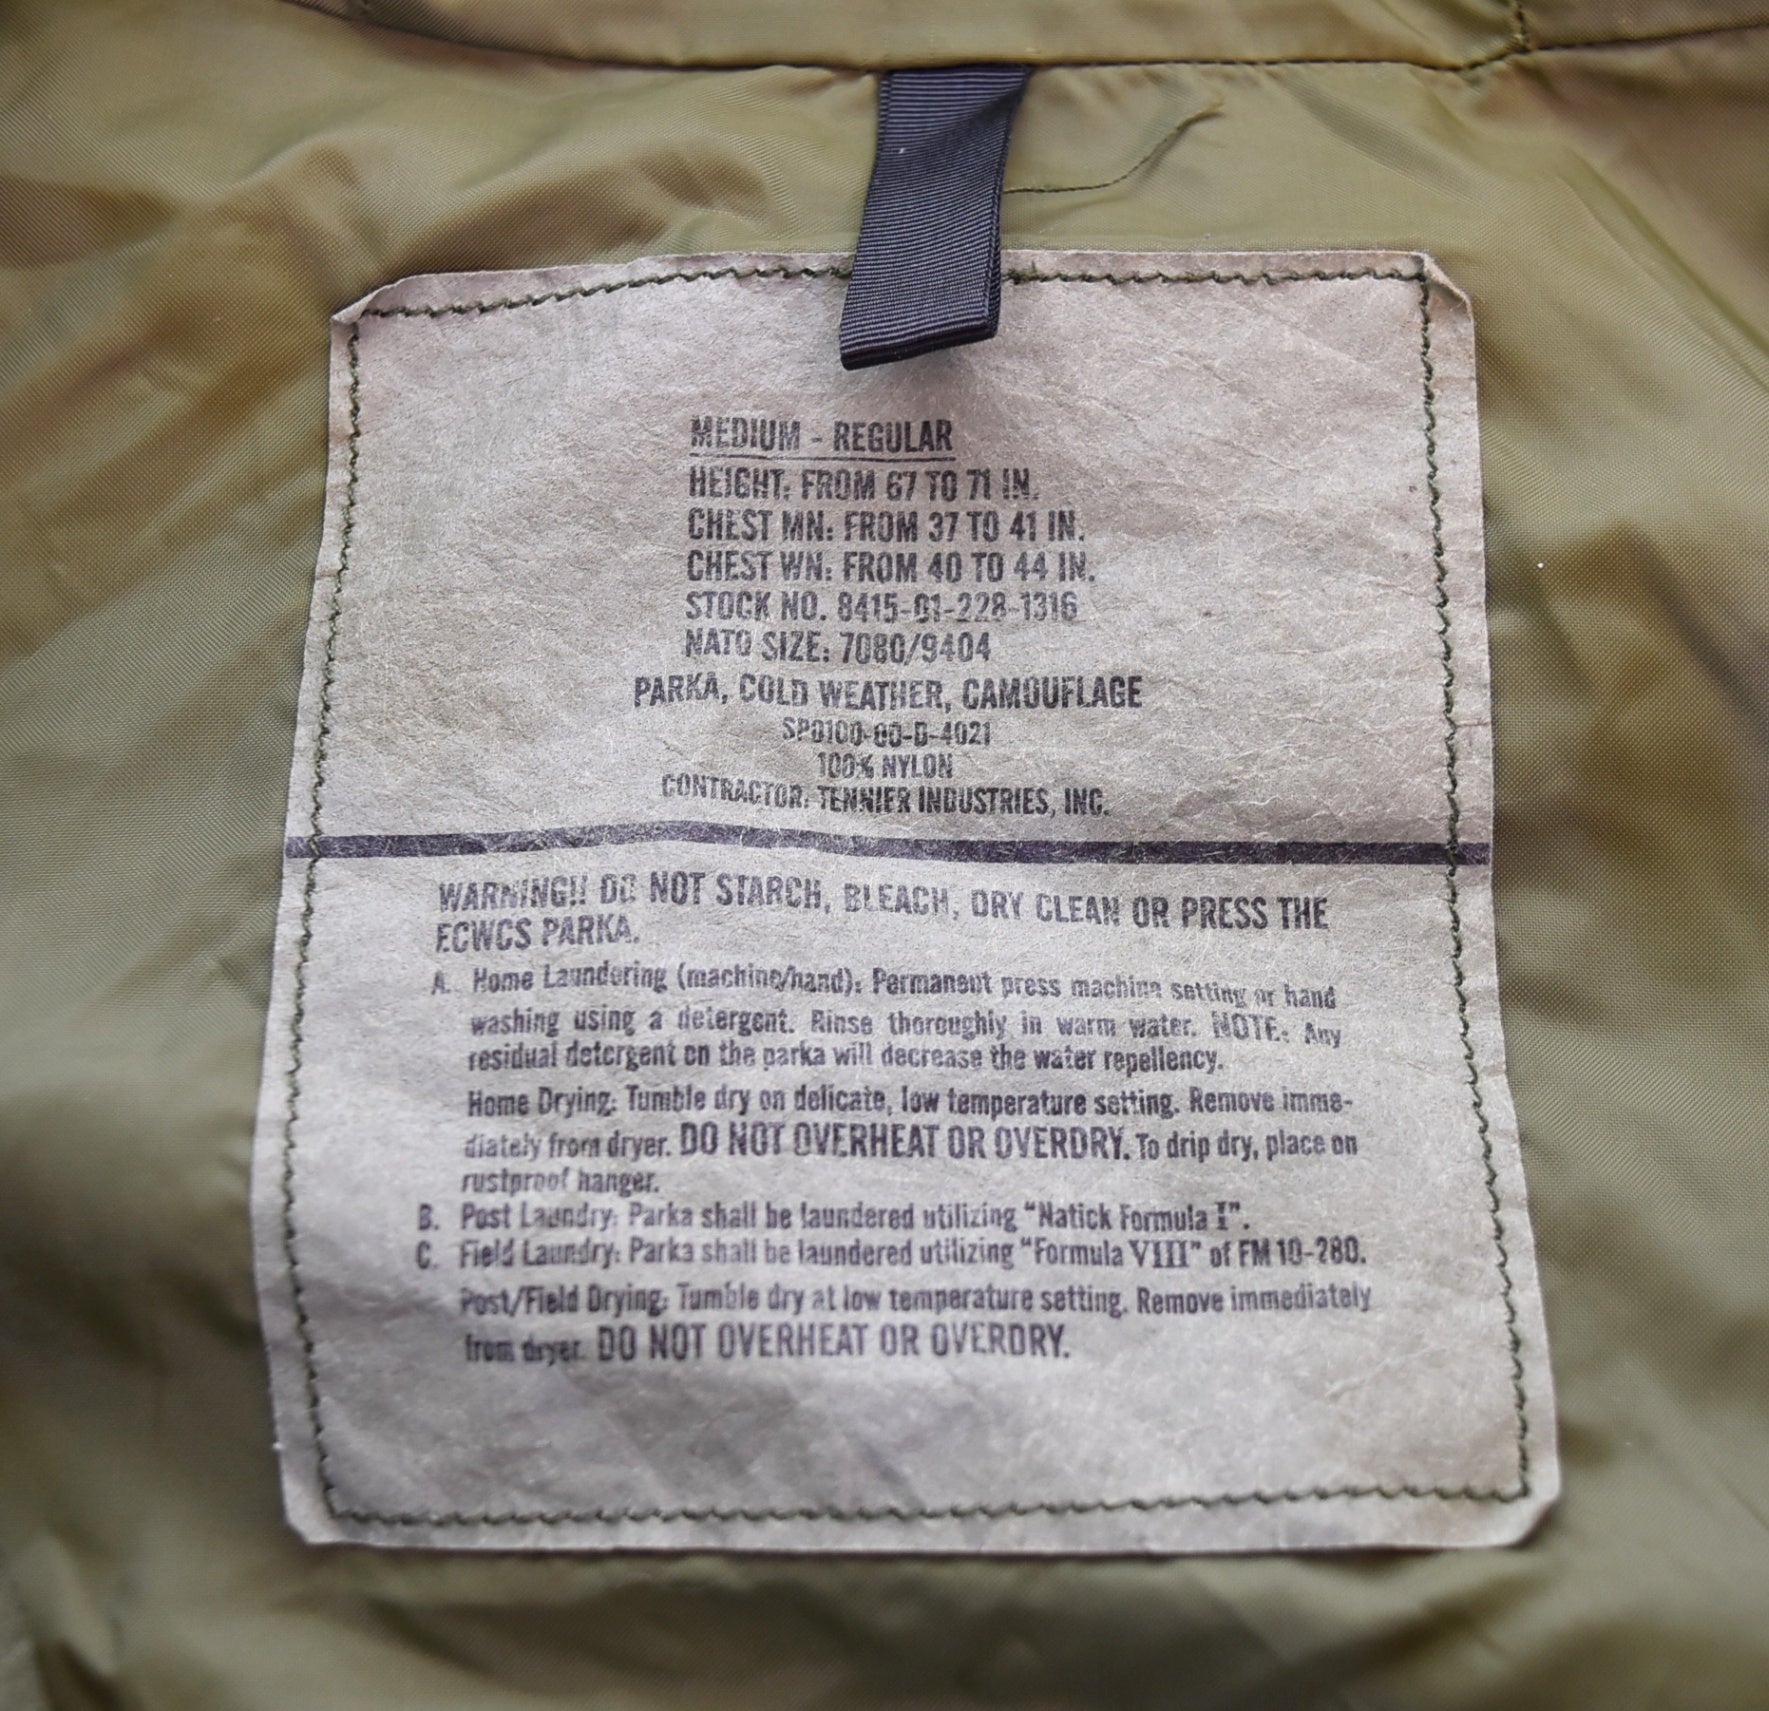 MEDIUM - REGULAR
HEIGHT: FROM 67 TO 71 IN.
CHEST MN: FROM 37 TO 41 IN.
CHEST WN: FROM 40 TO 44 IN.
STOCK NO. 8415-01-228-1316
NATO SIZE: 7080/9404
PARKA, COLD WEATHER, CAMOUFLAGE
SP0100-00-D-4021
100% NYLON
CONTRACTOR: TENNIER INDUSTRIES, INC.
WARNING!! DO NOT STARCH, BLEACH, DRY CLEAN OR PRESS THE
ECWCS PARKA.
A. Home Laundering (machine/hand): Permanent press machine setting or hand
washing using a detergent. Rinse thoroughly in warm water. NOTE: Any
residual detergent on the parka will decrease the water repellency.
Home Drying: Tumble dry on delicate, low temperature setting. Remove imme-
diately from dryer. DO NOT OVERHEAT OR OVERDRY. To drip dry, place on
rustproof hanger.
B. Post Laundry: Parka shall be laundered utilizing "Natick Formula I".
C. Field Laundry: Parka shall be laundered utilizing "Formula VIII" of FM 10-280.
Post/Field Drying: Tumble dry at low temperature setting. Remove immediately
from dryer. DO NOT OVERHEAT OR OVERDRY.